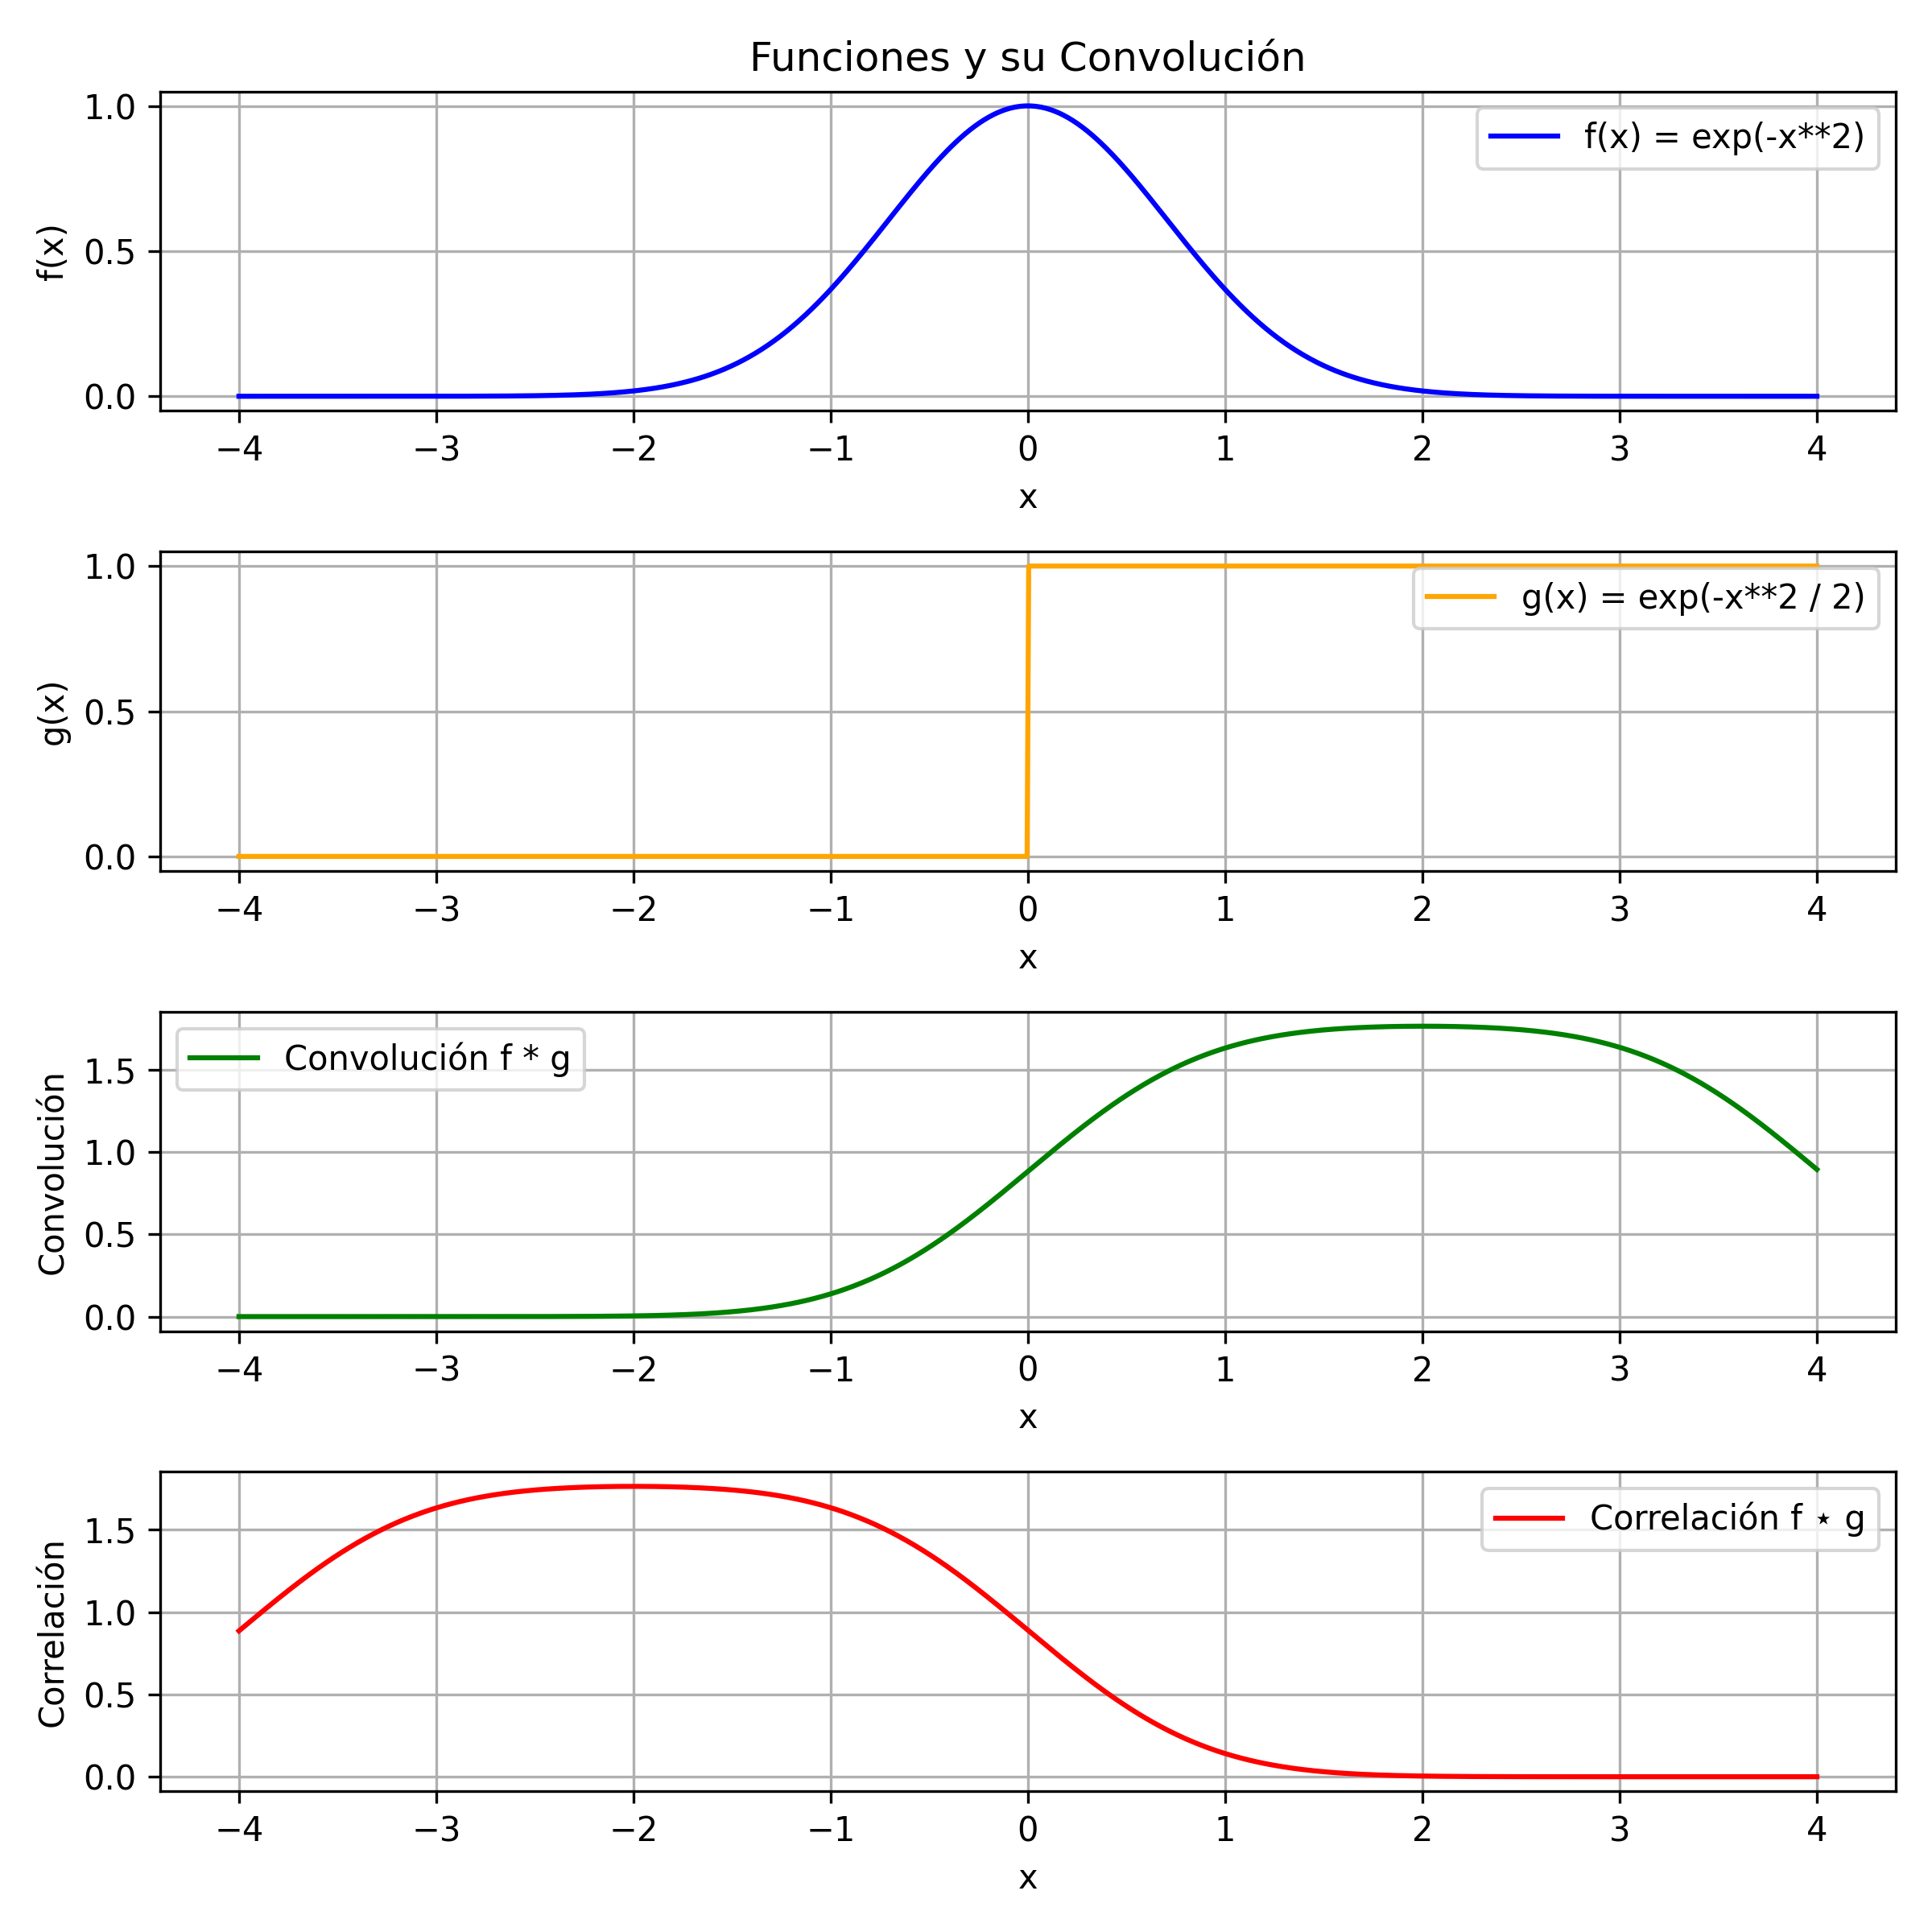 Funciones y su Convolución
1.0
f(x) = exp(-x**2)
f(x)
0.5
0.0
−4 −3 −2 −1 0 1 2 3 4
x
1.0
g(x) = exp(-x**2 / 2)
g(x)
0.5
0.0
−4 −3 −2 −1 0 1 2 3 4
x
Convolución f * g
Convolución
1.5
1.0
0.5
0.0
−4 −3 −2 −1 0 1 2 3 4
x
Correlación f ⋆ g
Correlación
1.5
1.0
0.5
0.0
−4 −3 −2 −1 0 1 2 3 4
x